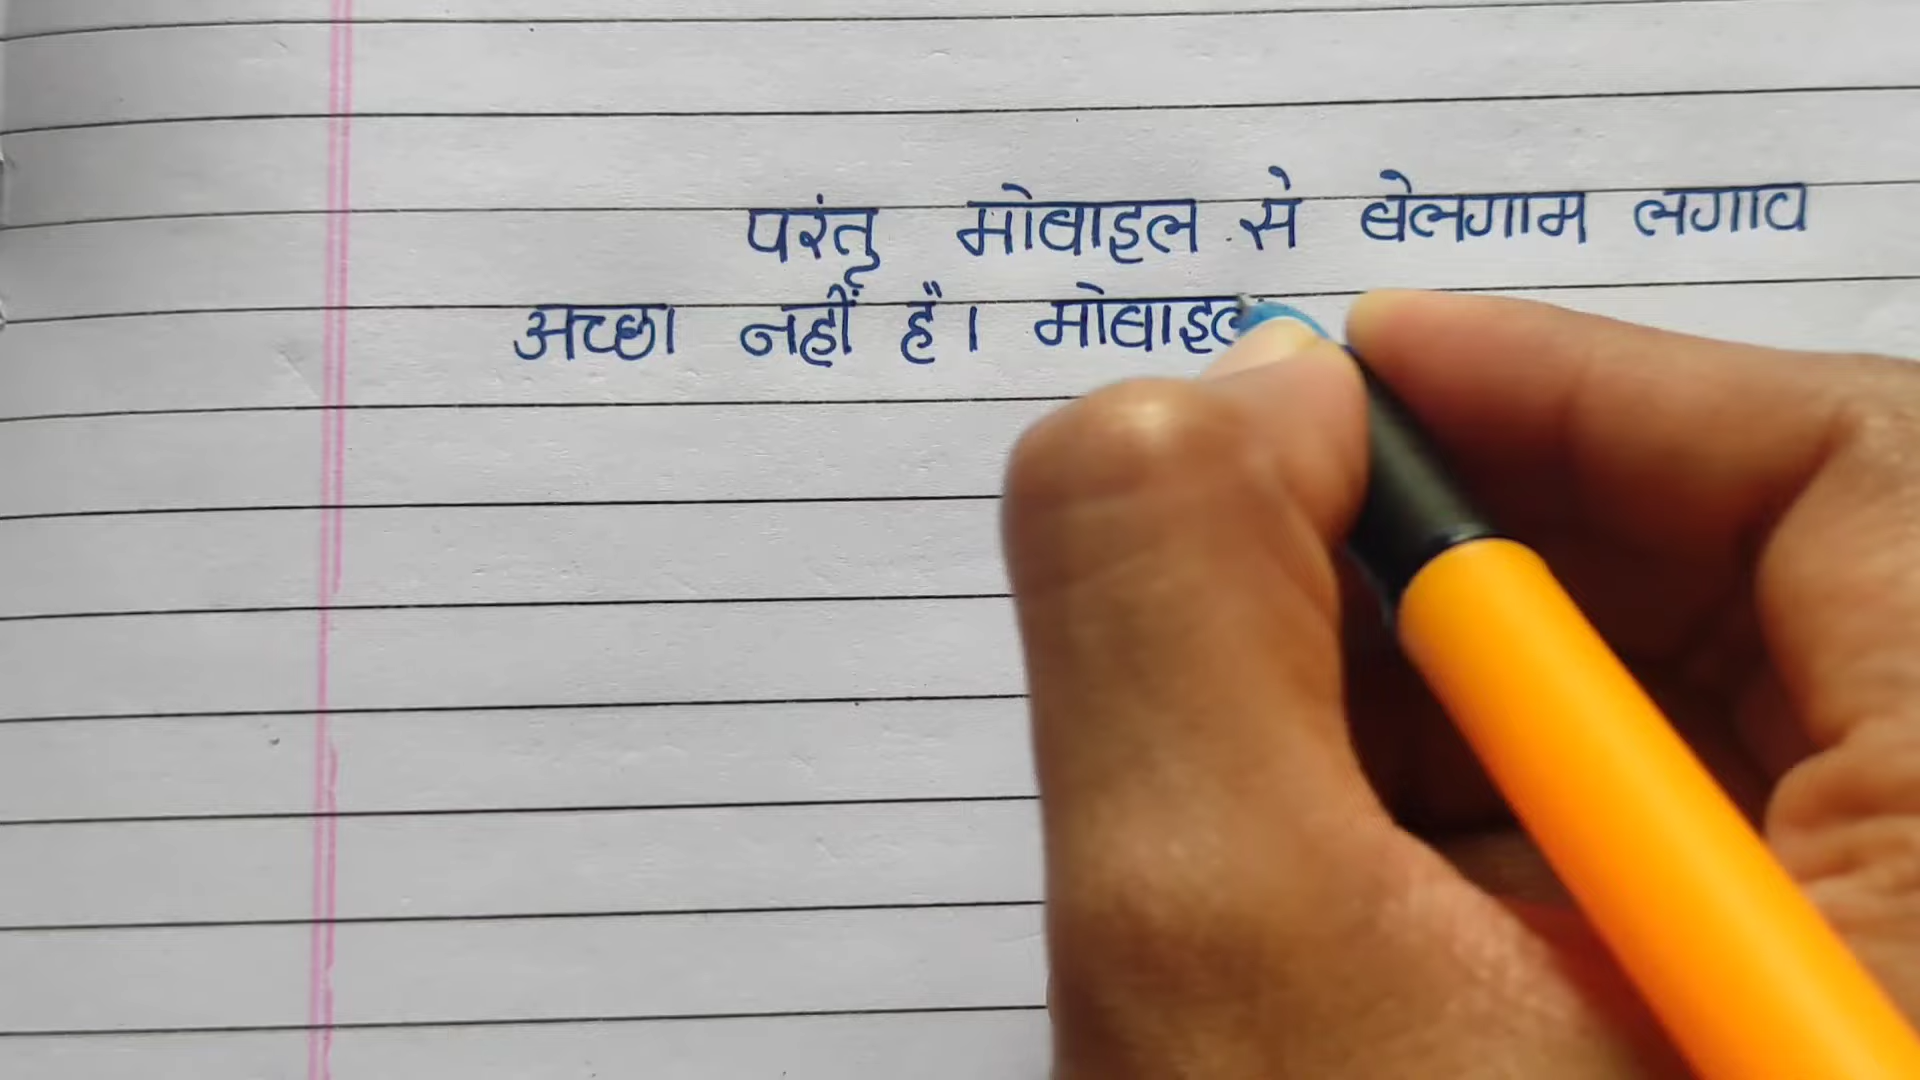 परंतु मोबाइल से बेलगाम लगाव
अच्छा नहीं है। मोबाइल